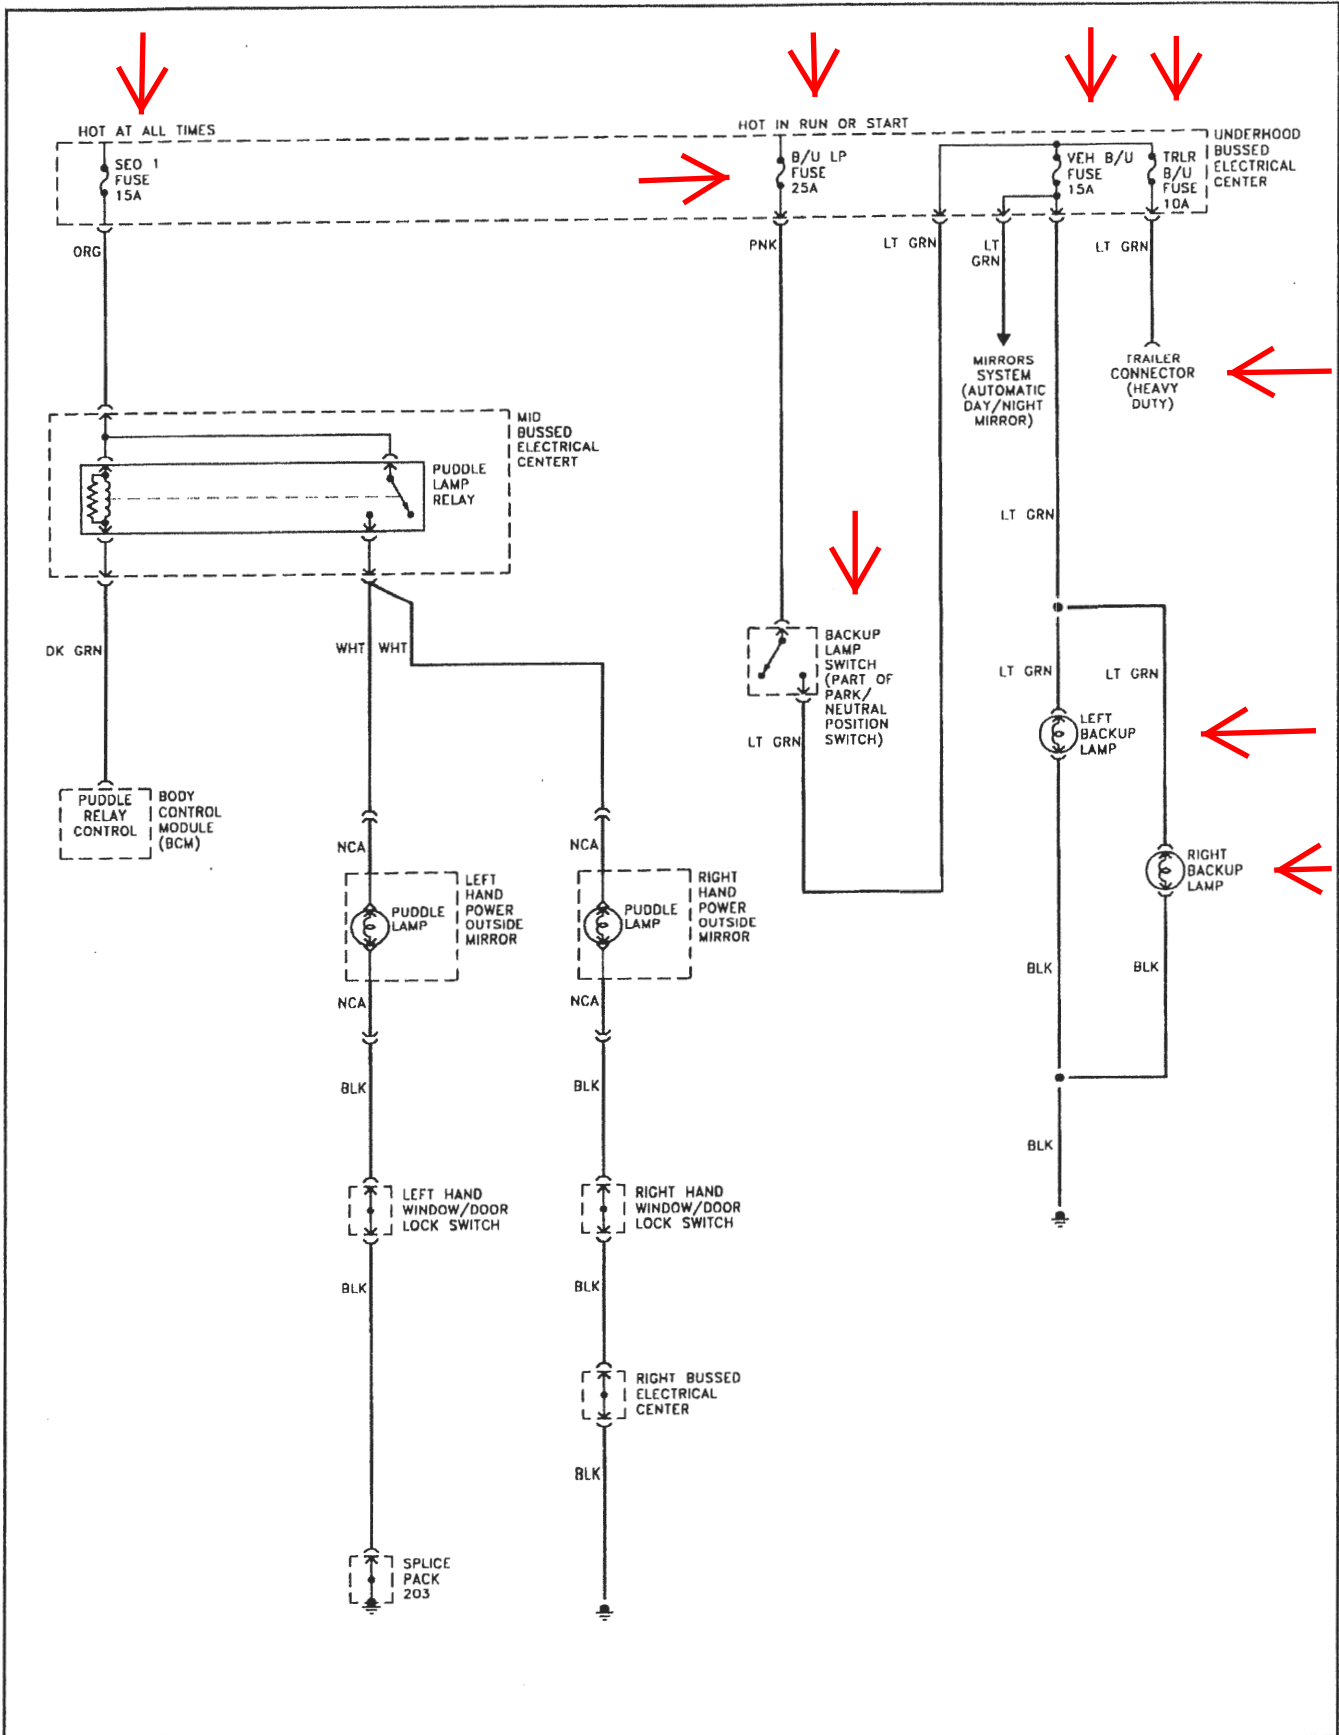 HOT AT ALL TIMES
HOT IN RUN OR START
SEO 1
FUSE
15A
B/U LP
FUSE
25A
VEH B/U
FUSE
15A
TRLR
B/U
FUSE
10A
UNDERHOOD
BUSSED
ELECTRICAL
CENTER
ORG
PNK
LT GRN
LT
GRN
LT GRN
MIRRORS
SYSTEM
(AUTOMATIC
DAY/NIGHT
MIRROR)
TRAILER
CONNECTOR
(HEAVY
DUTY)
MID
BUSSED
ELECTRICAL
CENTERT
PUDDLE
LAMP
RELAY
LT GRN
DK GRN
WHT
WHT
BACKUP
LAMP
SWITCH
(PART OF
PARK/
NEUTRAL
POSITION
SWITCH)
LT GRN
LT GRN
LT GRN
LEFT
BACKUP
LAMP
PUDDLE
RELAY
CONTROL
BODY
CONTROL
MODULE
(BCM)
NCA
NCA
RIGHT
BACKUP
LAMP
PUDDLE
LAMP
LEFT
HAND
POWER
OUTSIDE
MIRROR
PUDDLE
LAMP
RIGHT
HAND
POWER
OUTSIDE
MIRROR
BLK
BLK
NCA
NCA
BLK
BLK
BLK
LEFT HAND
WINDOW/DOOR
LOCK SWITCH
RIGHT HAND
WINDOW/DOOR
LOCK SWITCH
BLK
BLK
RIGHT BUSSED
ELECTRICAL
CENTER
BLK
SPLICE
PACK
203